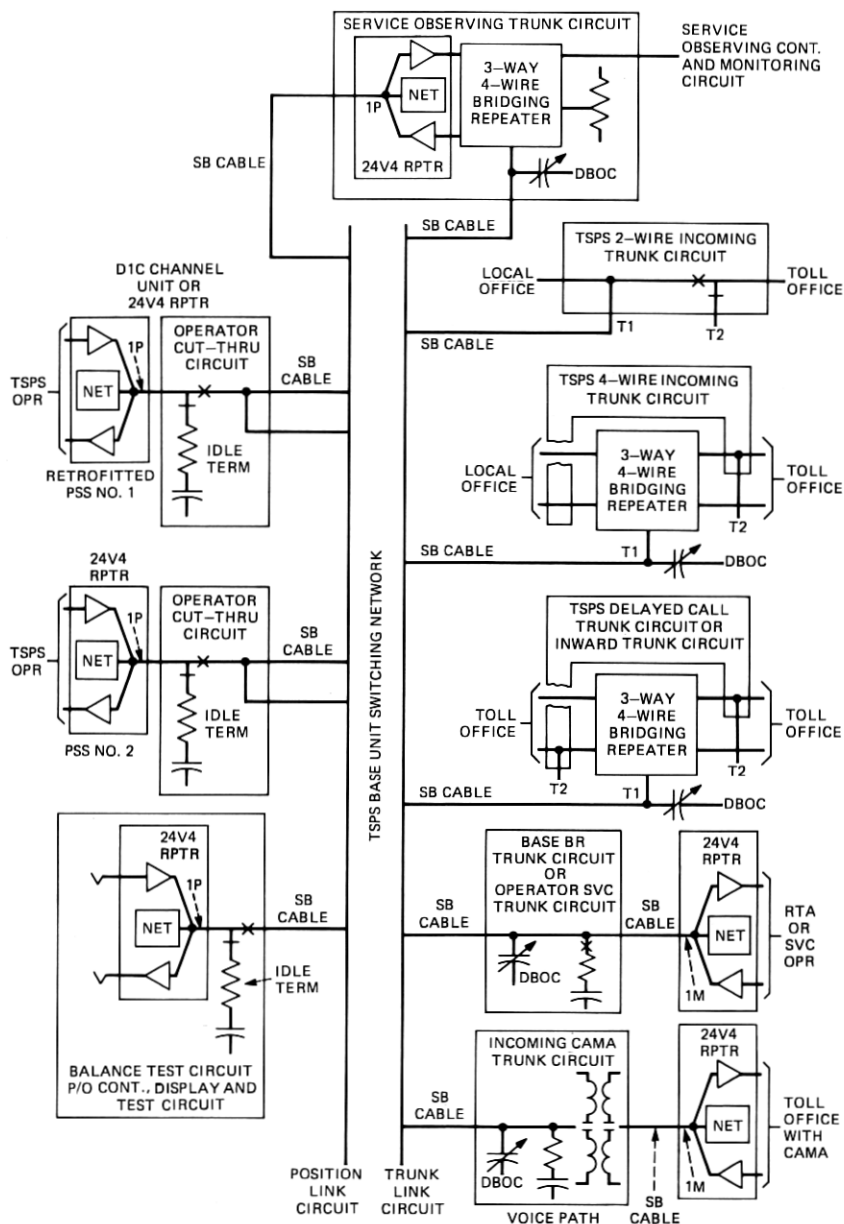 SERVICE OBSERVING TRUNK CIRCUIT
SERVICE
OBSERVING CONT.
AND MONITORING
CIRCUIT
3–WAY
4–WIRE
BRIDGING
REPEATER
NET
1P
24V4 RPTR
DBOC
SB CABLE
SB CABLE
TSPS 2–WIRE INCOMING
TRUNK CIRCUIT
LOCAL
OFFICE
TOLL
OFFICE
T1
T2
SB CABLE
D1C CHANNEL
UNIT OR
24V4 RPTR
OPERATOR
CUT–THRU
CIRCUIT
1P
SB
CABLE
TSPS
OPR
NET
IDLE
TERM
RETROFITTED
PSS NO. 1
TSPS 4–WIRE INCOMING
TRUNK CIRCUIT
LOCAL
OFFICE
3–WAY
4–WIRE
BRIDGING
REPEATER
TOLL
OFFICE
T2
SB CABLE
T1
DBOC
24V4
RPTR
OPERATOR
CUT–THRU
CIRCUIT
1P
SB
CABLE
TSPS
OPR
NET
IDLE
TERM
PSS NO. 2
TSPS BASE UNIT SWITCHING NETWORK
TSPS DELAYED CALL
TRUNK CIRCUIT OR
INWARD TRUNK CIRCUIT
TOLL
OFFICE
3–WAY
4–WIRE
BRIDGING
REPEATER
TOLL
OFFICE
T2
T2
SB CABLE
T1
DBOC
24V4
RPTR
1P
SB
CABLE
NET
IDLE
TERM
BALANCE TEST CIRCUIT
P/O CONT., DISPLAY AND
TEST CIRCUIT
BASE BR
TRUNK CIRCUIT
OR
OPERATOR SVC
TRUNK CIRCUIT
24V4
RPTR
SB
CABLE
SB
CABLE
DBOC
NET
1M
RTA
OR
SVC
OPR
INCOMING CAMA
TRUNK CIRCUIT
24V4
RPTR
SB
CABLE
DBOC
NET
1M
TOLL
OFFICE
WITH
CAMA
POSITION
LINK
CIRCUIT
TRUNK
LINK
CIRCUIT
VOICE PATH
SB
CABLE